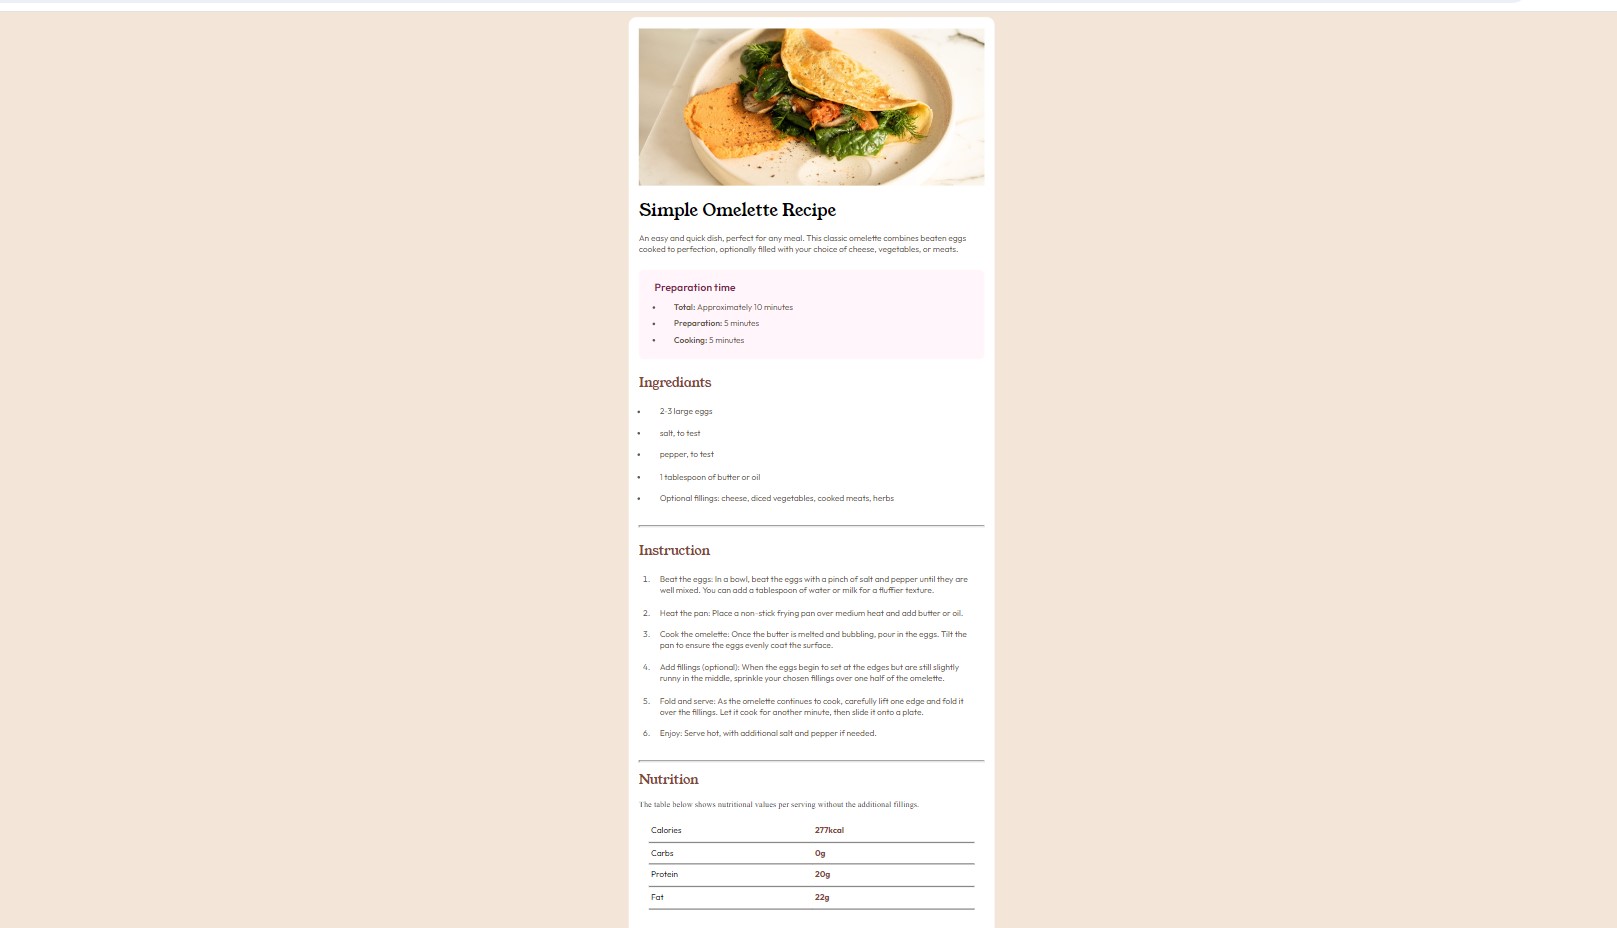 Simple Omelette Recipe
An easy and quick dish, perfect for any meal. This classic omelette combines beaten eggs
cooked to perfection, optionally filled with your choice of cheese, vegetables, or meats.
Preparation time
• Total: Approximately 10 minutes
• Preparation: 5 minutes
• Cooking: 5 minutes
Ingrediants
• 2-3 large eggs
• salt, to test
• pepper, to test
• 1 tablespoon of butter or oil
• Optional fillings: cheese, diced vegetables, cooked meats, herbs
Instruction
1. Beat the eggs: In a bowl, beat the eggs with a pinch of salt and pepper until they are
well mixed. You can add a tablespoon of water or milk for a fluffier texture.
2. Heat the pan: Place a non-stick frying pan over medium heat and add butter or oil.
3. Cook the omelette: Once the butter is melted and bubbling, pour in the eggs. Tilt the
pan to ensure the eggs evenly coat the surface.
4. Add fillings (optional): When the eggs begin to set at the edges but are still slightly
runny in the middle, sprinkle your chosen fillings over one half of the omelette.
5. Fold and serve: As the omelette continues to cook, carefully lift one edge and fold it
over the fillings. Let it cook for another minute, then slide it onto a plate.
6. Enjoy: Serve hot, with additional salt and pepper if needed.
Nutrition
The table below shows nutritional values per serving without the additional fillings.
Calories 277kcal
Carbs 0g
Protein 20g
Fat 22g